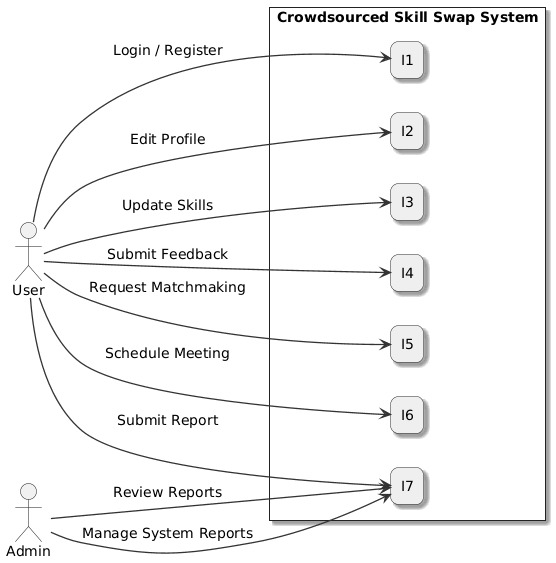 Crowdsourced Skill Swap System
Login / Register
I1
Edit Profile
I2
Update Skills
I3
Submit Feedback
I4
User
Request Matchmaking
I5
Schedule Meeting
I6
Submit Report
I7
Review Reports
Manage System Reports
Admin